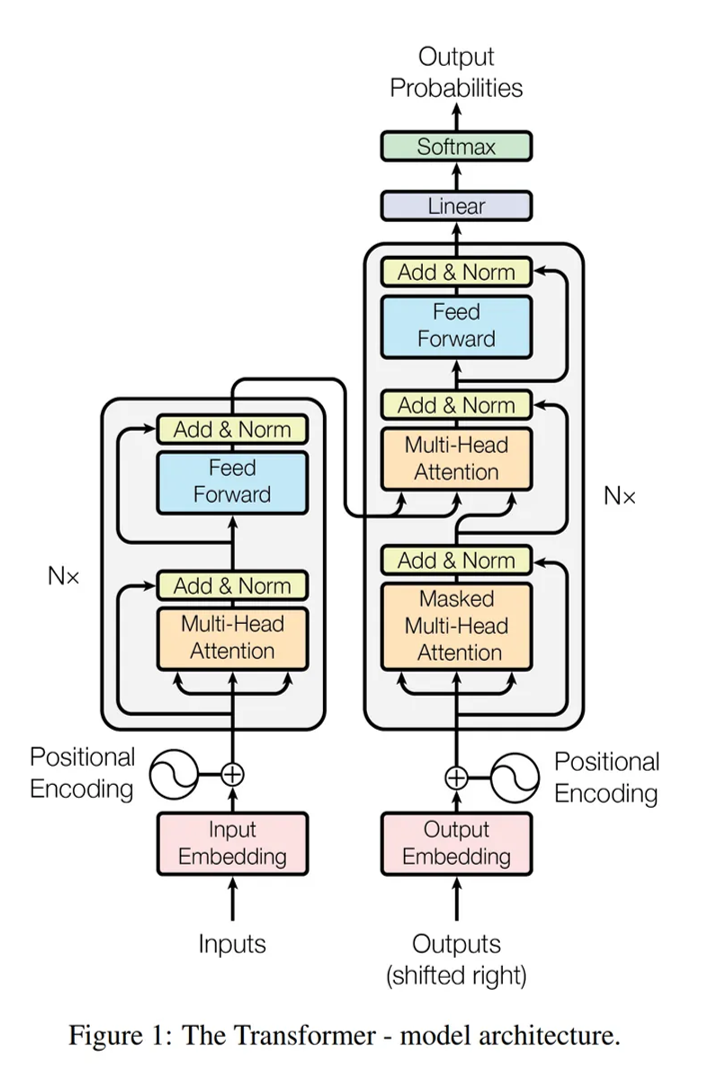 Output
Probabilities
Softmax
Linear
Add & Norm
Feed
Forward
Add & Norm
Multi-Head
Attention
Add & Norm
Masked
Multi-Head
Attention
Nx
Add & Norm
Feed
Forward
Add & Norm
Multi-Head
Attention
Nx
Positional
Encoding
Positional
Encoding
Input
Embedding
Output
Embedding
Inputs
Outputs
(shifted right)
Figure 1: The Transformer - model architecture.